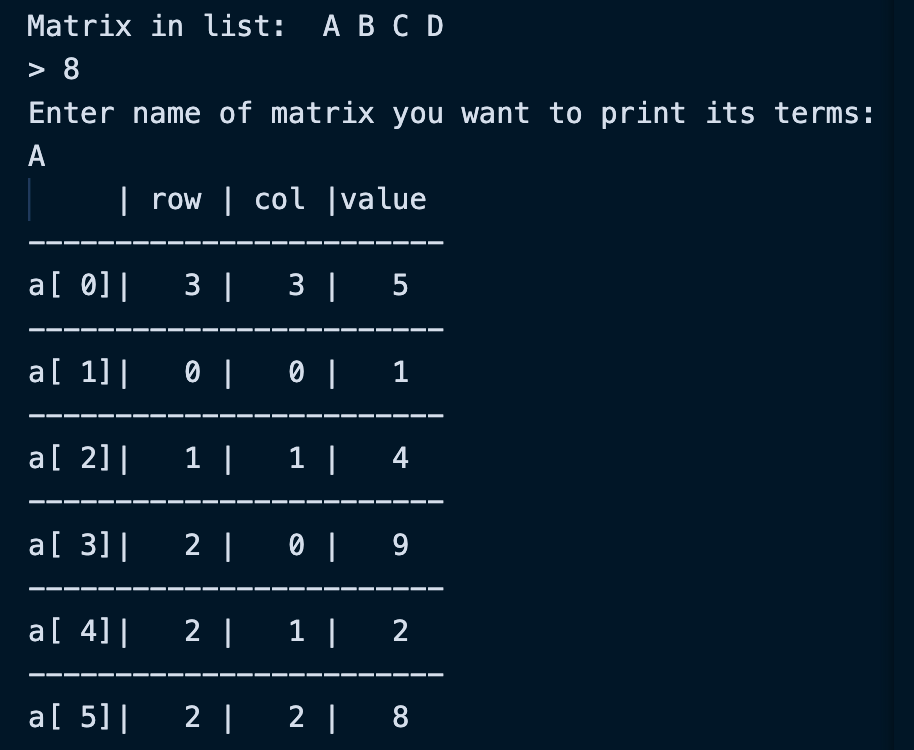 Matrix in list:  A B C D
> 8
Enter name of matrix you want to print its terms:
A
     | row | col |value
------------------------
a[ 0]|   3 |   3 |   5
------------------------
a[ 1]|   0 |   0 |   1
------------------------
a[ 2]|   1 |   1 |   4
------------------------
a[ 3]|   2 |   0 |   9
------------------------
a[ 4]|   2 |   1 |   2
------------------------
a[ 5]|   2 |   2 |   8